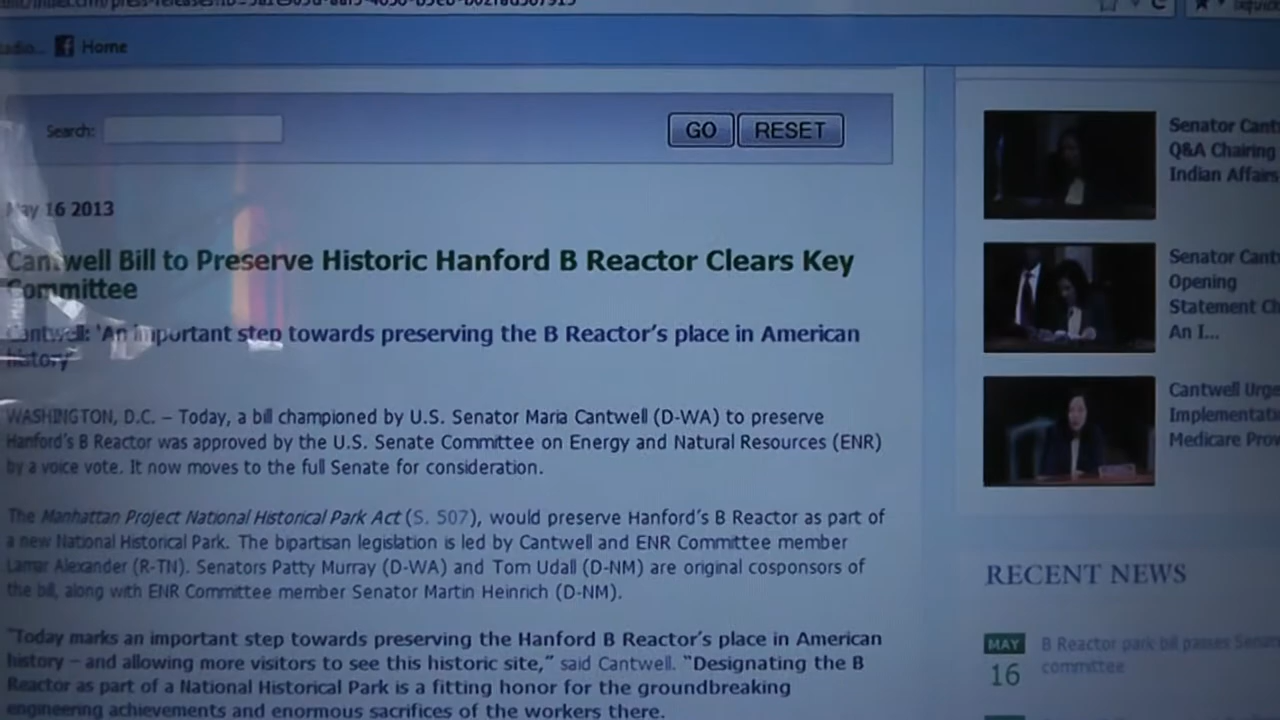 Home
Search:
GO
RESET
May 16 2013
Cantwell Bill to Preserve Historic Hanford B Reactor Clears Key
Committee
Cantwell: 'An important step towards preserving the B Reactor's place in American
history'
WASHINGTON, D.C. – Today, a bill championed by U.S. Senator Maria Cantwell (D-WA) to preserve
Hanford's B Reactor was approved by the U.S. Senate Committee on Energy and Natural Resources (ENR)
by a voice vote. It now moves to the full Senate for consideration.
The Manhattan Project National Historical Park Act (S. 507), would preserve Hanford's B Reactor as part of
a new National Historical Park. The bipartisan legislation is led by Cantwell and ENR Committee member
Lamar Alexander (R-TN). Senators Patty Murray (D-WA) and Tom Udall (D-NM) are original cosponsors of
the bill, along with ENR Committee member Senator Martin Heinrich (D-NM).
"Today marks an important step towards preserving the Hanford B Reactor's place in American
history – and allowing more visitors to see this historic site," said Cantwell. "Designating the B
Reactor as part of a National Historical Park is a fitting honor for the groundbreaking
engineering achievements and enormous sacrifices of the workers there.
Senator Cant
Q&A Chairing
Indian Affairs
Senator Cant
Opening
Statement Ch
An I...
Cantwell Urge
Implementati
Medicare Prov
RECENT NEWS
MAY
16
B Reactor park bill passes Senate
committee